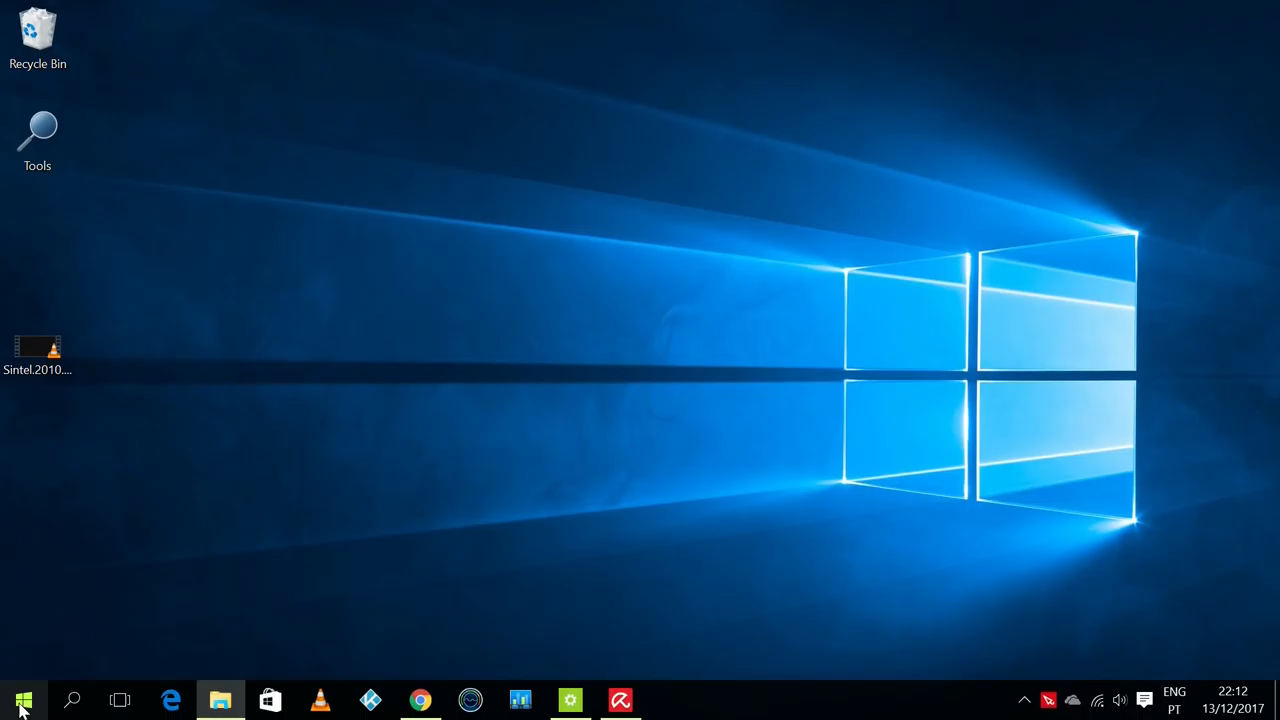 Recycle Bin
Tools
Sintel.2010....
ENG
PT
22:12
13/12/2017